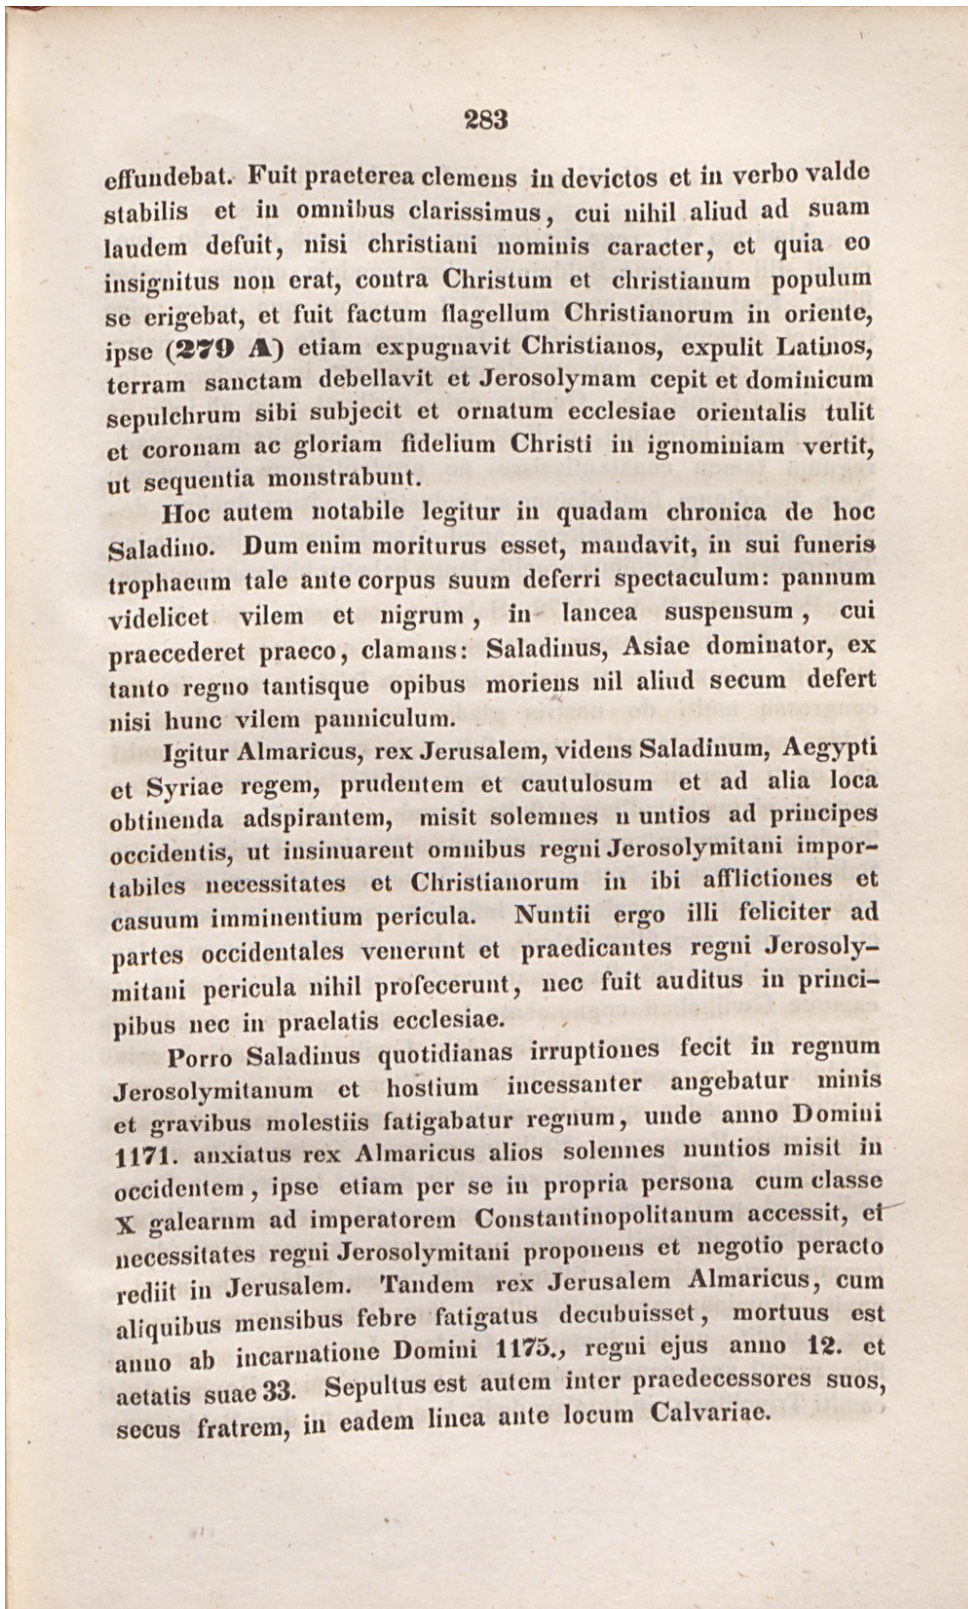 283
effundebat. Fuit praeterea clemens in devictos et in verbo valde
stabilis et in omnibus clarissimus, cui nihil aliud ad suam
laudem defuit, nisi christiani nominis caracter, et quia eo
insignitus non erat, contra Christum et christianum populum
se erigebat, et fuit factum flagellum Christianorum in oriente,
ipse (279 A) etiam expugnavit Christianos, expulit Latinos,
terram sanctam debellavit et Jerosolymam cepit et dominicum
sepulchrum sibi subjecit et ornatum ecclesiae orientalis tulit
et coronam ac gloriam fidelium Christi in ignominiam vertit,
ut sequentia monstrabunt.
Hoc autem notabile legitur in quadam chronica de hoc
Saladino. Dum enim moriturus esset, mandavit, in sui funeris
trophaeum tale ante corpus suum deferri spectaculum: pannum
videlicet vilem et nigrum, in lancea suspensum, cui
praecederet praeco, clamans: Saladinus, Asiae dominator, ex
tanto regno tantisque opibus moriens nil aliud secum defert
nisi hunc vilem panniculum.
Igitur Almaricus, rex Jerusalem, videns Saladinum, Aegypti
et Syriae regem, prudentem et cautulosum et ad alia loca
obtinenda adspirantem, misit solemnes n untios ad principes
occidentis, ut insinuarent omnibus regni Jerosolymitani impor-
tabiles necessitates et Christianorum in ibi afflictiones et
casuum imminentium pericula. Nuntii ergo illi feliciter ad
partes occidentales venerunt et praedicantes regni Jerosoly-
mitani pericula nihil profecerunt, nec fuit auditus in princi-
pibus nec in praelatis ecclesiae.
Porro Saladinus quotidianas irruptiones fecit in regnum
Jerosolymitanum et hostium incessanter angebatur minis
et gravibus molestiis fatigabatur regnum, unde anno Domini
1171. anxiatus rex Almaricus alios solennes nuntios misit in
occidentem, ipse etiam per se in propria persona cum classe
X galearum ad imperatorem Constantinopolitanum accessit, ei
necessitates regni Jerosolymitani proponens et negotio peracto
rediit in Jerusalem. Tandem rex Jerusalem Almaricus, cum
aliquibus mensibus febre fatigatus decubuisset, mortuus est
anno ab incarnatione Domini 1175., regni ejus anno 12. et
aetatis suae 33. Sepultus est autem inter praedecessores suos,
secus fratrem, in eadem linea ante locum Calvariae.